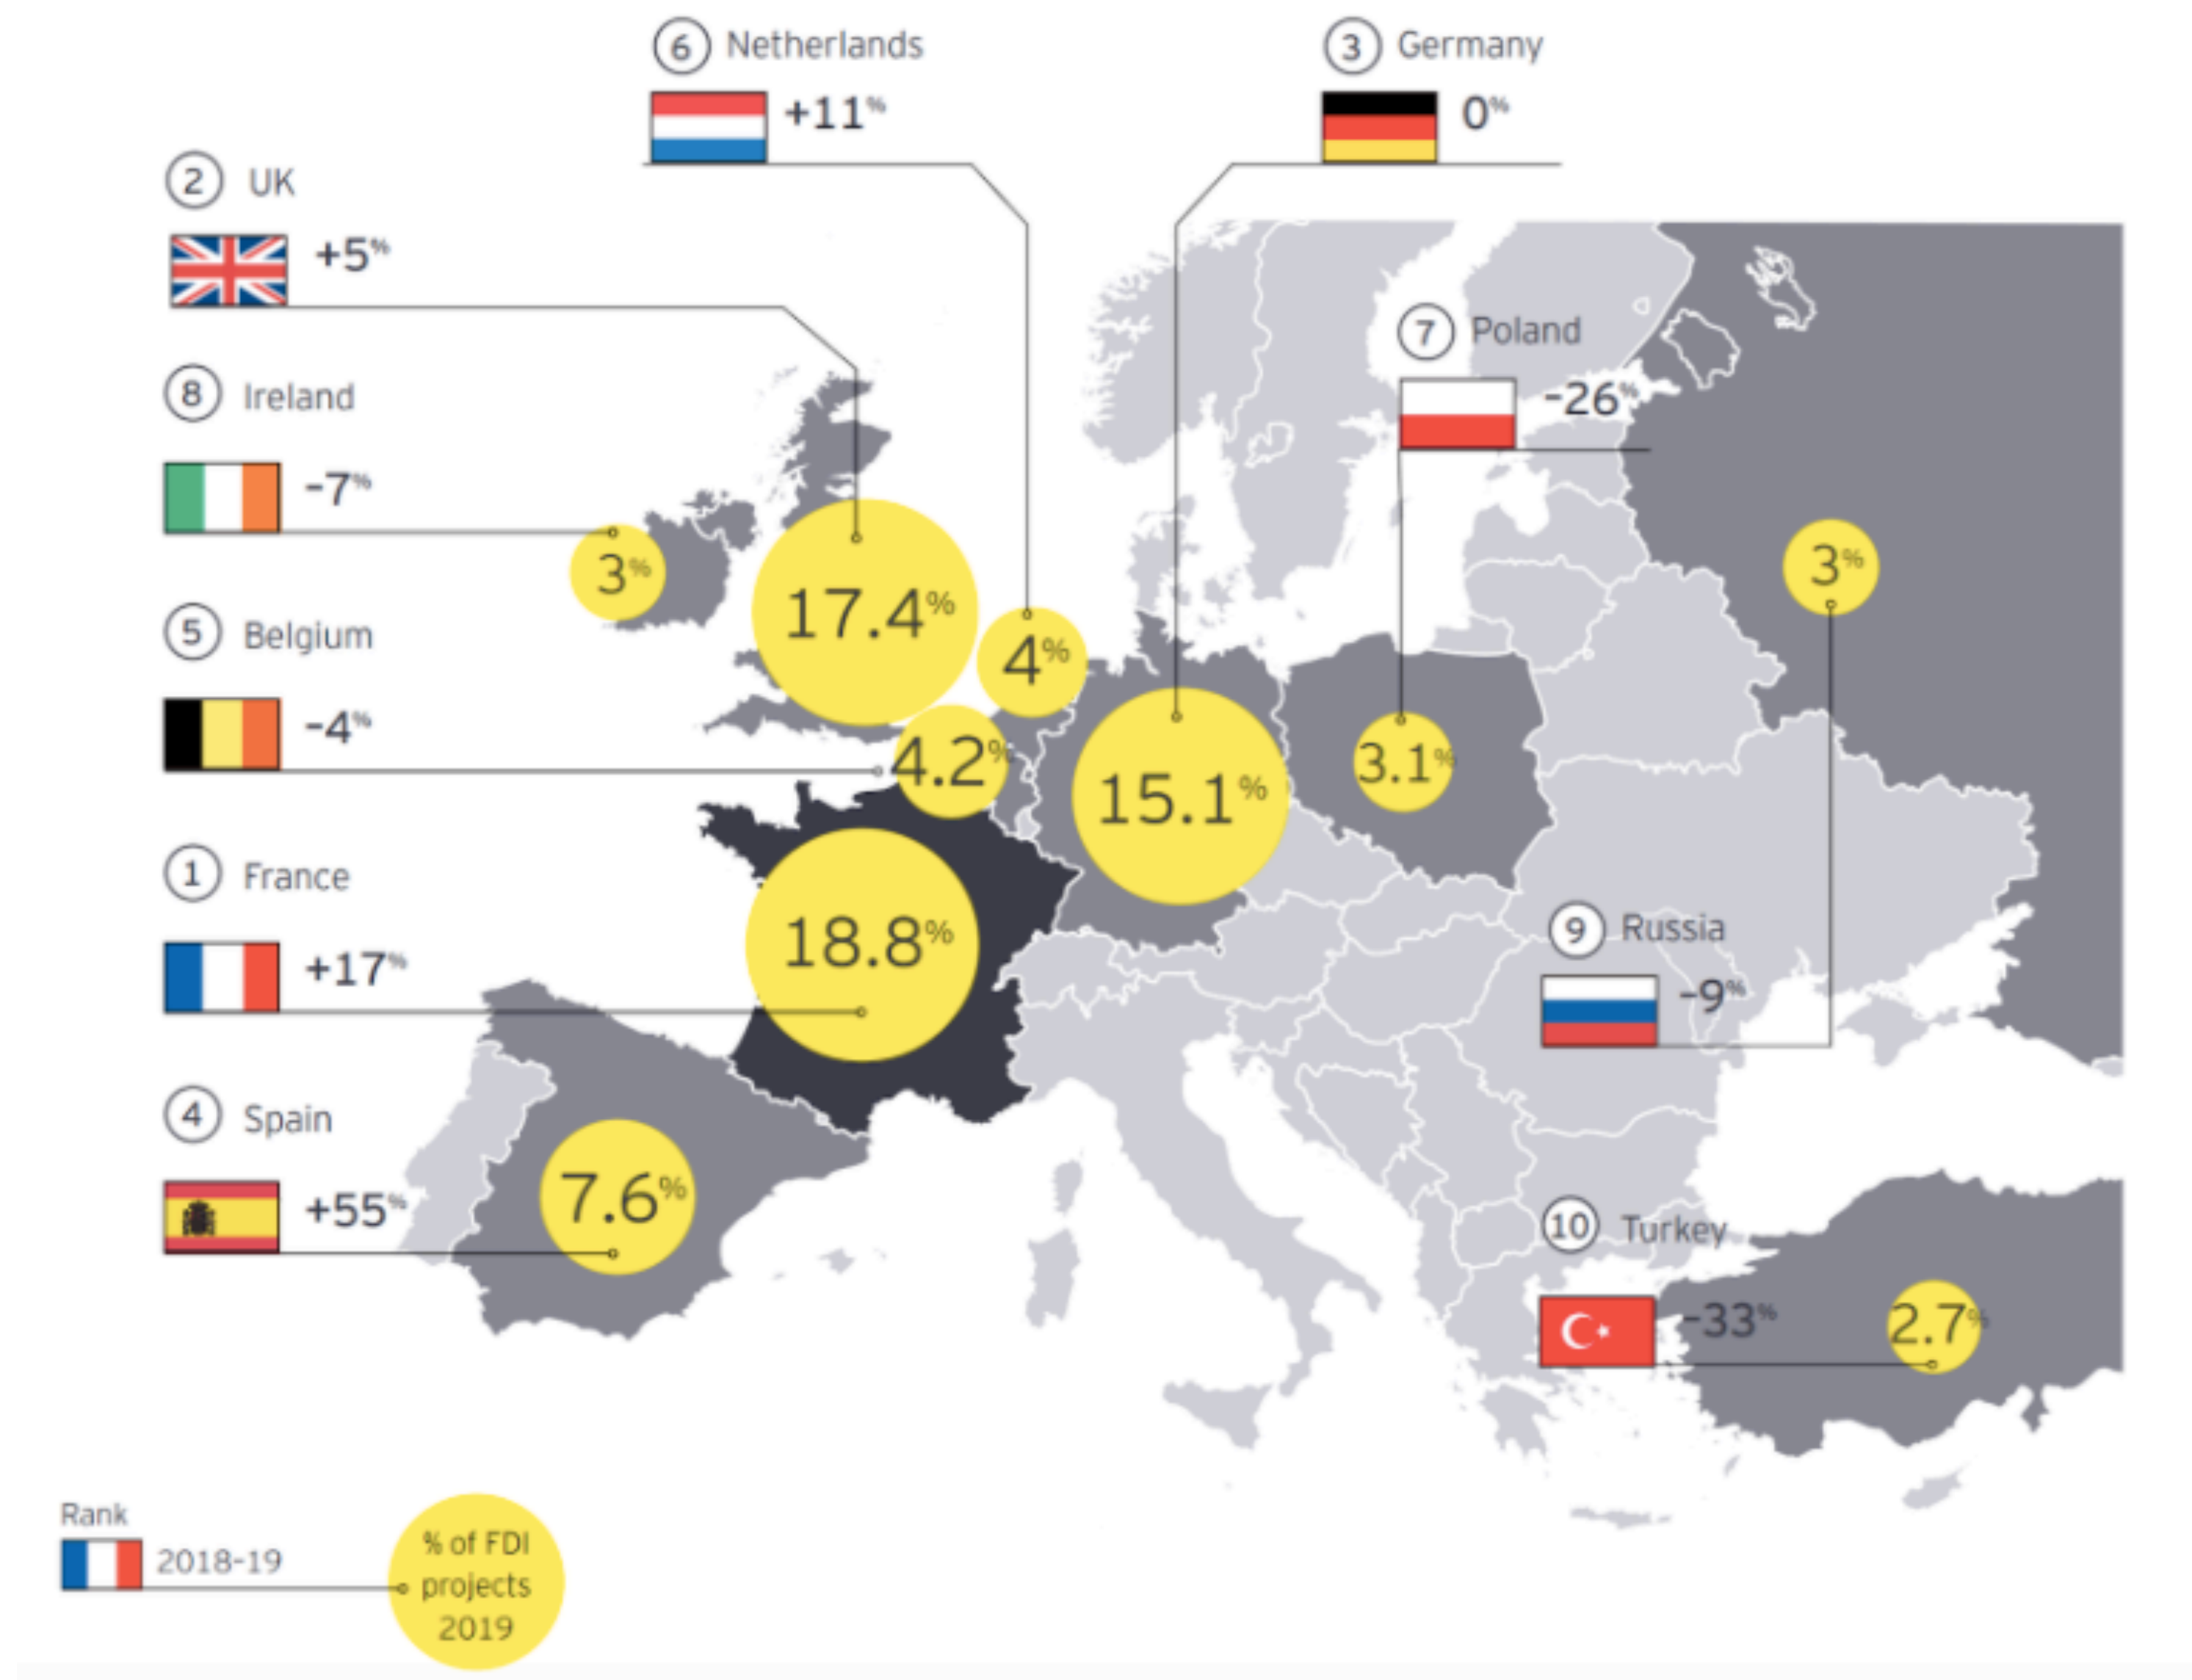 6 Netherlands
+11%
3 Germany
0%
2 UK
+5%
7 Poland
-26%
8 Ireland
-7%
3%
17.4%
4%
3%
5 Belgium
-4%
4.2%
15.1%
3.1%
1 France
+17%
18.8%
9 Russia
-9%
4 Spain
+55%
7.6%
10 Turkey
-33%
2.7%
Rank
2018-19
% of FDI
projects
2019